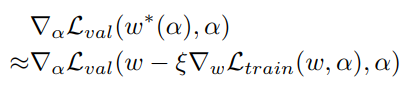 ∇_α ℒ_val(w*(α), α)
≈∇_α ℒ_val(w − ξ∇_w ℒ_train(w, α), α)